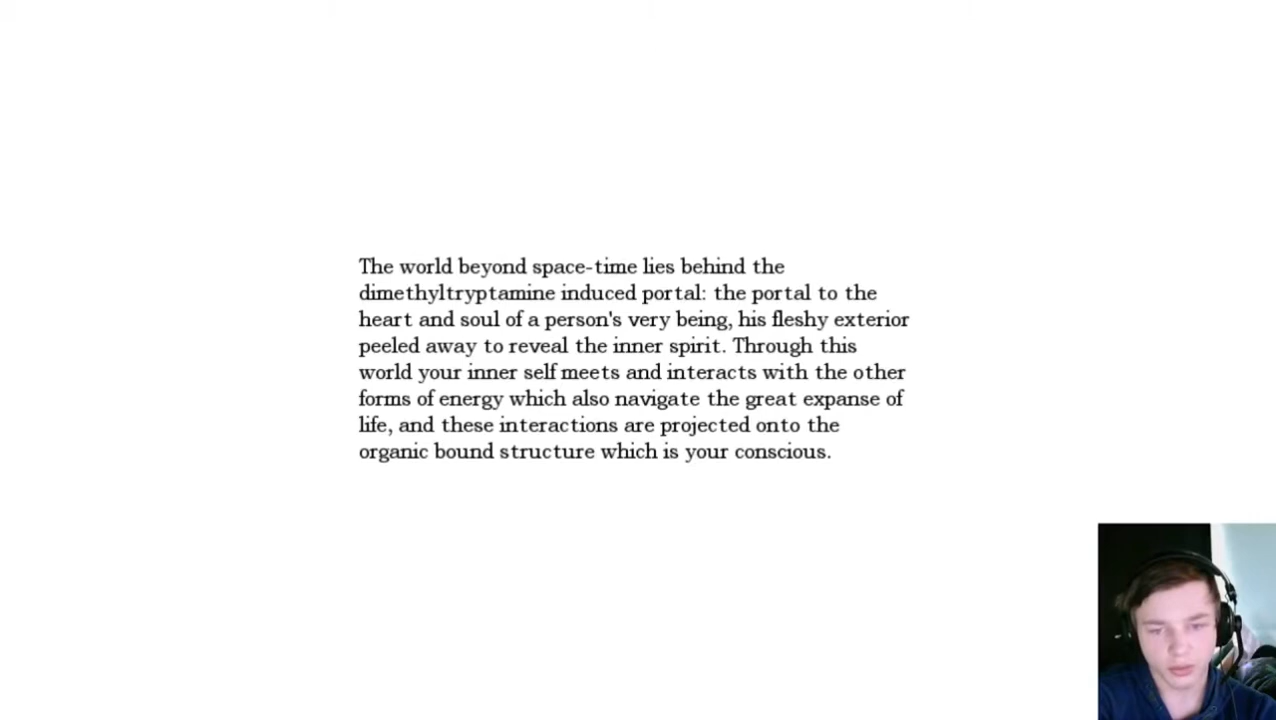 The world beyond space-time lies behind the
dimethyltryptamine induced portal: the portal to the
heart and soul of a person's very being, his fleshy exterior
peeled away to reveal the inner spirit. Through this
world your inner self meets and interacts with the other
forms of energy which also navigate the great expanse of
life, and these interactions are projected onto the
organic bound structure which is your conscious.